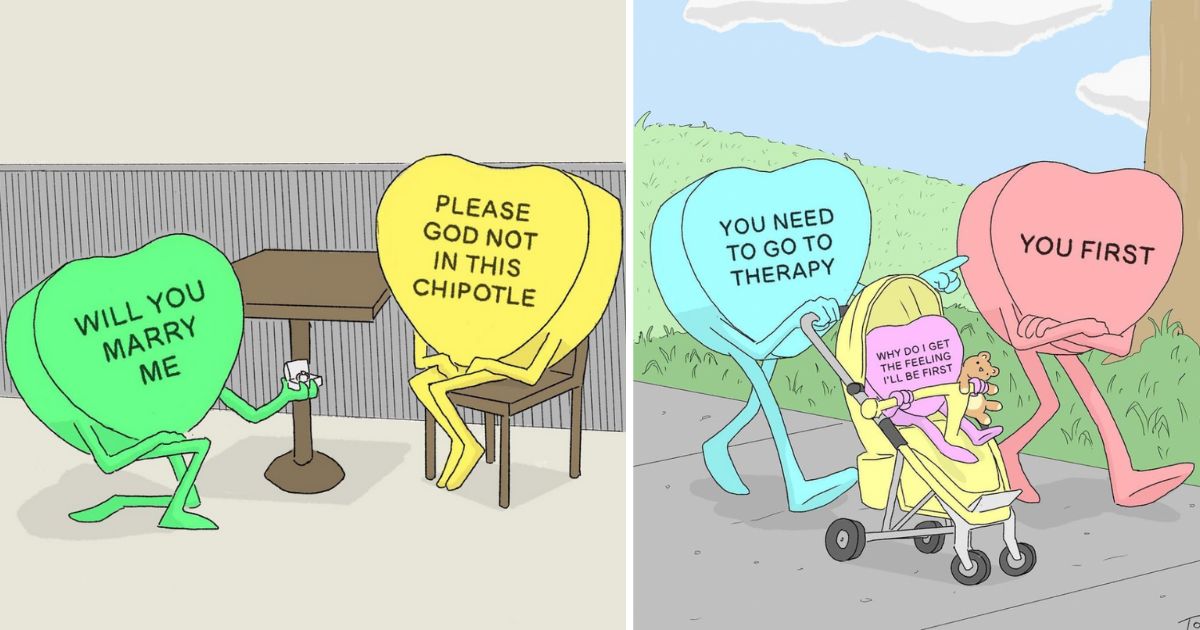 WILL YOU
MARRY
ME
PLEASE
GOD NOT
IN THIS
CHIPOTLE
YOU NEED
TO GO TO
THERAPY
YOU FIRST
WHY DO I GET
THE FEELING
I'LL BE FIRST